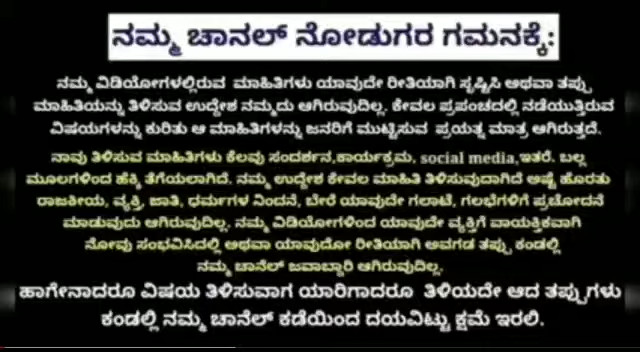 ನಮ್ಮ ಚಾನಲ್ ನೋಡುಗರ ಗಮನಕ್ಕೆ:
ನಮ್ಮ ವಿಡಿಯೋಗಳಲ್ಲಿರುವ ಮಾಹಿತಿಗಳು ಯಾವುದೇ ರೀತಿಯಾಗಿ ಸೃಷ್ಟಿಸಿ ಅಥವಾ ತಪ್ಪು
ಮಾಹಿತಿಯನ್ನು ತಿಳಿಸುವ ಉದ್ದೇಶ ನಮ್ಮದು ಆಗಿರುವುದಿಲ್ಲ. ಕೇವಲ ಪ್ರಪಂಚದಲ್ಲಿ ನಡೆಯುತ್ತಿರುವ
ವಿಷಯಗಳನ್ನು ಕುರಿತು ಆ ಮಾಹಿತಿಗಳನ್ನು ಜನರಿಗೆ ಮುಟ್ಟಿಸುವ ಪ್ರಯತ್ನ ಮಾತ್ರ ಆಗಿರುತ್ತದೆ.
ನಾವು ತಿಳಿಸುವ ಮಾಹಿತಿಗಳು ಕೆಲವು ಸಂದರ್ಶನ,ಕಾರ್ಯಕ್ರಮ, social media,ಇತರೆ. ಬಲ್ಲ
ಮೂಲಗಳಿಂದ ಹೆಕ್ಕಿ ತೆಗೆಯಲಾಗಿದೆ. ನಮ್ಮ ಉದ್ದೇಶ ಕೇವಲ ಮಾಹಿತಿ ತಿಳಿಸುವುದಾಗಿದೆ ಅಷ್ಟೆ ಹೊರತು
ರಾಜಕೀಯ, ವ್ಯಕ್ತಿ, ಜಾತಿ, ಧರ್ಮಗಳ ನಿಂದನೆ, ಬೇರೆ ಯಾವುದೇ ಗಲಾಟೆ, ಗಲಭೆಗಳಿಗೆ ಪ್ರಚೋದನೆ
ಮಾಡುವುದು ಆಗಿರುವುದಿಲ್ಲ. ನಮ್ಮ ವಿಡಿಯೋಗಳಿಂದ ಯಾವುದೇ ವ್ಯಕ್ತಿಗೆ ವಾಯಕ್ತಿಕವಾಗಿ
ನೋವು ಸಂಭವಿಸಿದಲ್ಲಿ ಅಥವಾ ಯಾವುದೋ ರೀತಿಯಾಗಿ ಅವಗಡ ತಪ್ಪು ಕಂಡಲ್ಲಿ
ನಮ್ಮ ಚಾನೆಲ್ ಜವಾಬ್ದಾರಿ ಆಗಿರುವುದಿಲ್ಲ.
ಹಾಗೇನಾದರೂ ವಿಷಯ ತಿಳಿಸುವಾಗ ಯಾರಿಗಾದರೂ ತಿಳಿಯದೇ ಆದ ತಪ್ಪುಗಳು
ಕಂಡಲ್ಲಿ ನಮ್ಮ ಚಾನೆಲ್ ಕಡೆಯಿಂದ ದಯವಿಟ್ಟು ಕ್ಷಮೆ ಇರಲಿ.